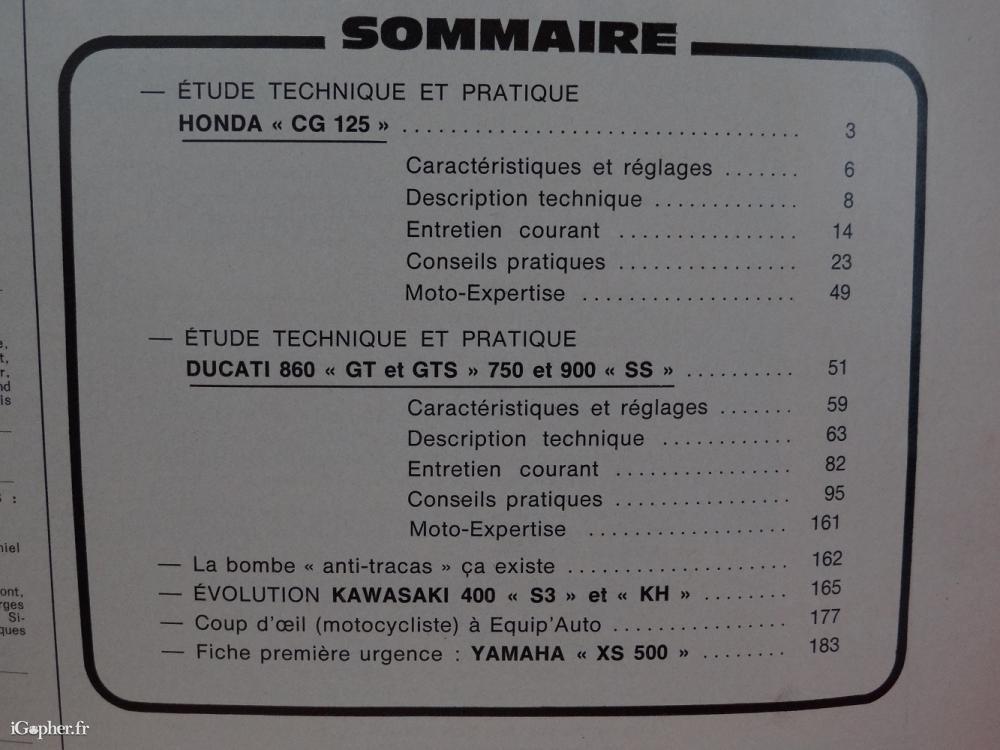 SOMMAIRE
— ÉTUDE TECHNIQUE ET PRATIQUE
HONDA « CG 125 » ................................. 3
Caractéristiques et réglages ....... 6
Description technique ............. 8
Entretien courant ................ 14
Conseils pratiques ................ 23
Moto-Expertise ................... 49
— ÉTUDE TECHNIQUE ET PRATIQUE
DUCATI 860 « GT et GTS » 750 et 900 « SS » ......... 51
Caractéristiques et réglages ....... 59
Description technique ............ 63
Entretien courant ................ 82
Conseils pratiques ................ 95
Moto-Expertise .................. 161
— La bombe « anti-tracas » ça existe .................... 162
— ÉVOLUTION KAWASAKI 400 « S3 » et « KH » ......... 165
— Coup d'œil (motocycliste) à Equip'Auto ................ 177
— Fiche première urgence : YAMAHA « XS 500 » ........ 183
iGopher.fr